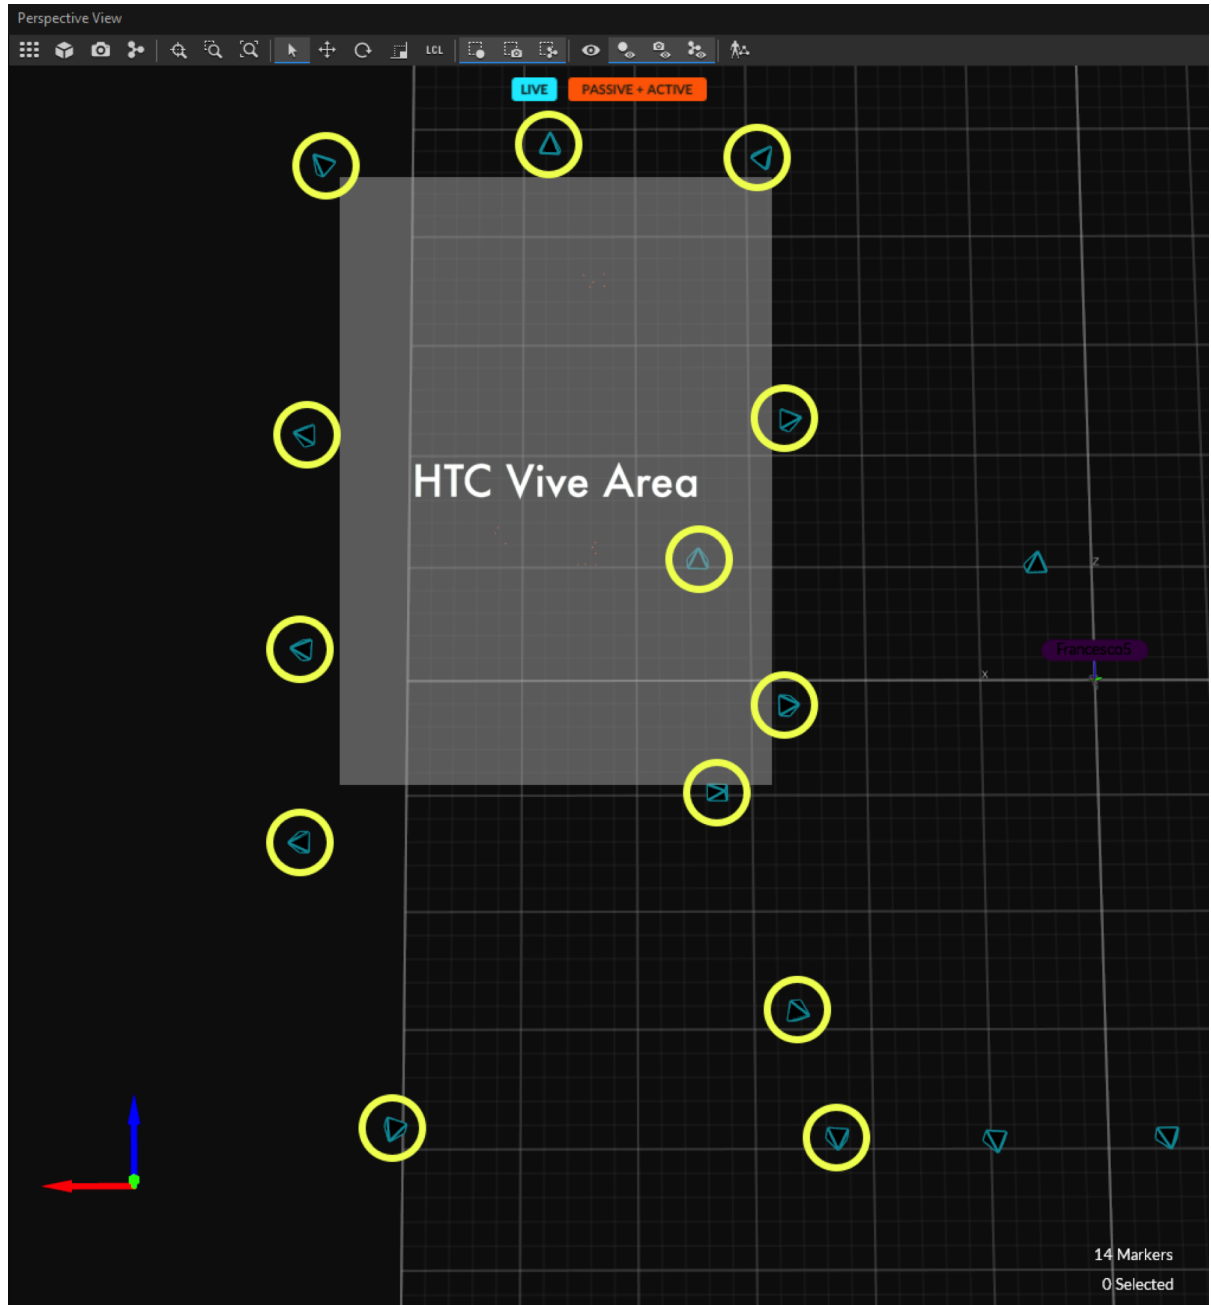 Perspective View
LCL
LIVE
PASSIVE + ACTIVE
HTC Vive Area
Z
Francesco5
X
14 Markers
0 Selected